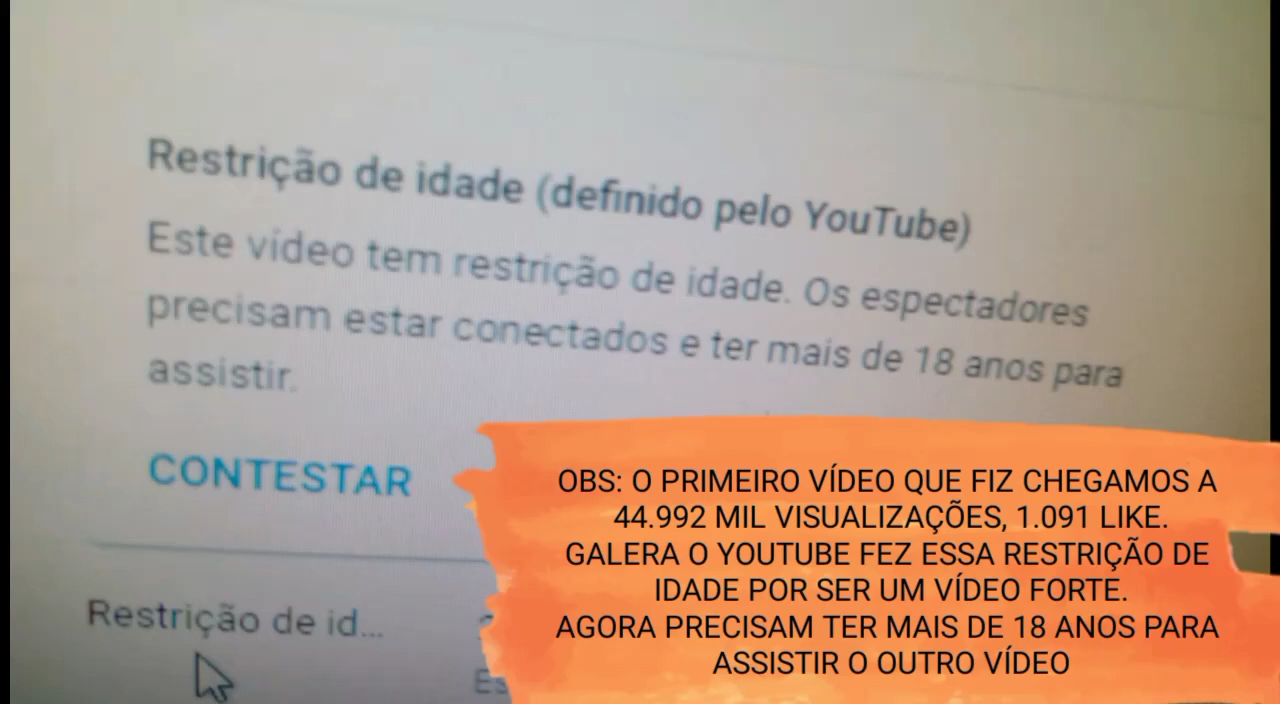 Restrição de idade (definido pelo YouTube)
Este vídeo tem restrição de idade. Os espectadores
precisam estar conectados e ter mais de 18 anos para
assistir.
CONTESTAR
Restrição de id...
OBS: O PRIMEIRO VÍDEO QUE FIZ CHEGAMOS A
44.992 MIL VISUALIZAÇÕES, 1.091 LIKE.
GALERA O YOUTUBE FEZ ESSA RESTRIÇÃO DE
IDADE POR SER UM VÍDEO FORTE.
AGORA PRECISAM TER MAIS DE 18 ANOS PARA
ASSISTIR O OUTRO VÍDEO